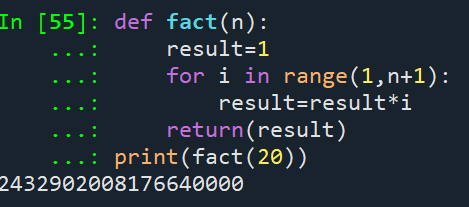 In [55]: def fact(n):
    ...:     result=1
    ...:     for i in range(1,n+1):
    ...:         result=result*i
    ...:     return(result)
    ...: print(fact(20))
2432902008176640000